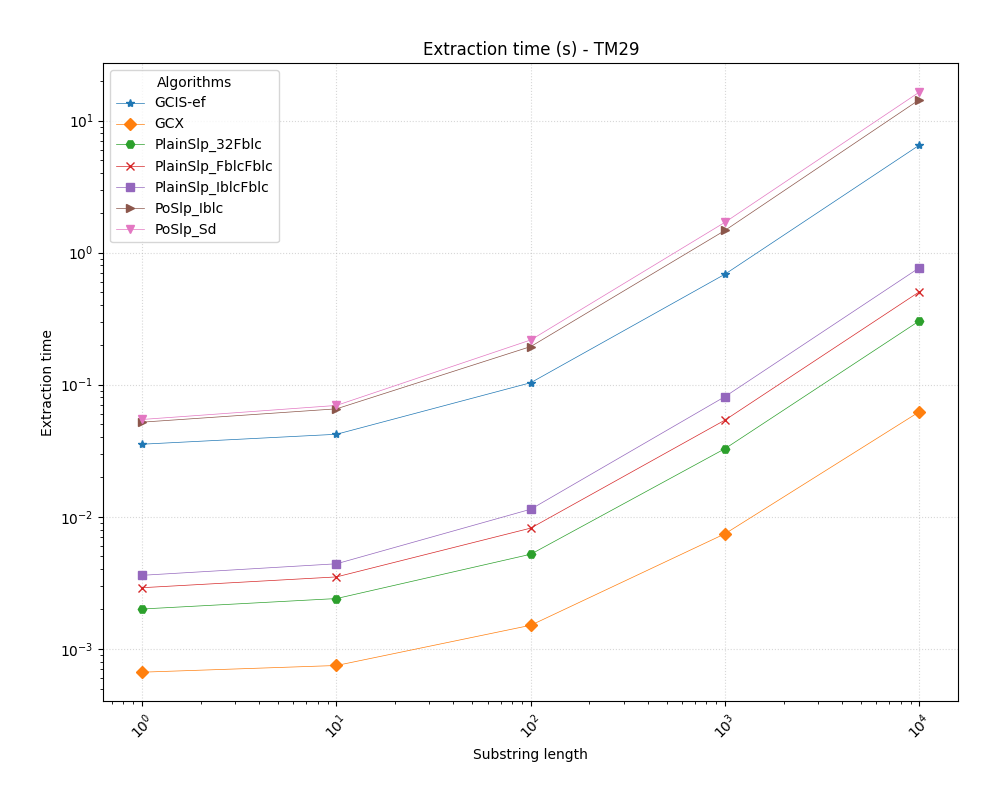 Extraction time (s) - TM29
Algorithms
GCIS-ef
GCX
PlainSlp_32Fblc
PlainSlp_FblcFblc
PlainSlp_IblcFblc
PoSlp_Iblc
PoSlp_Sd
Extraction time
10¹
10⁰
10⁻¹
10⁻²
10⁻³
10⁰ 10¹ 10² 10³ 10⁴
Substring length